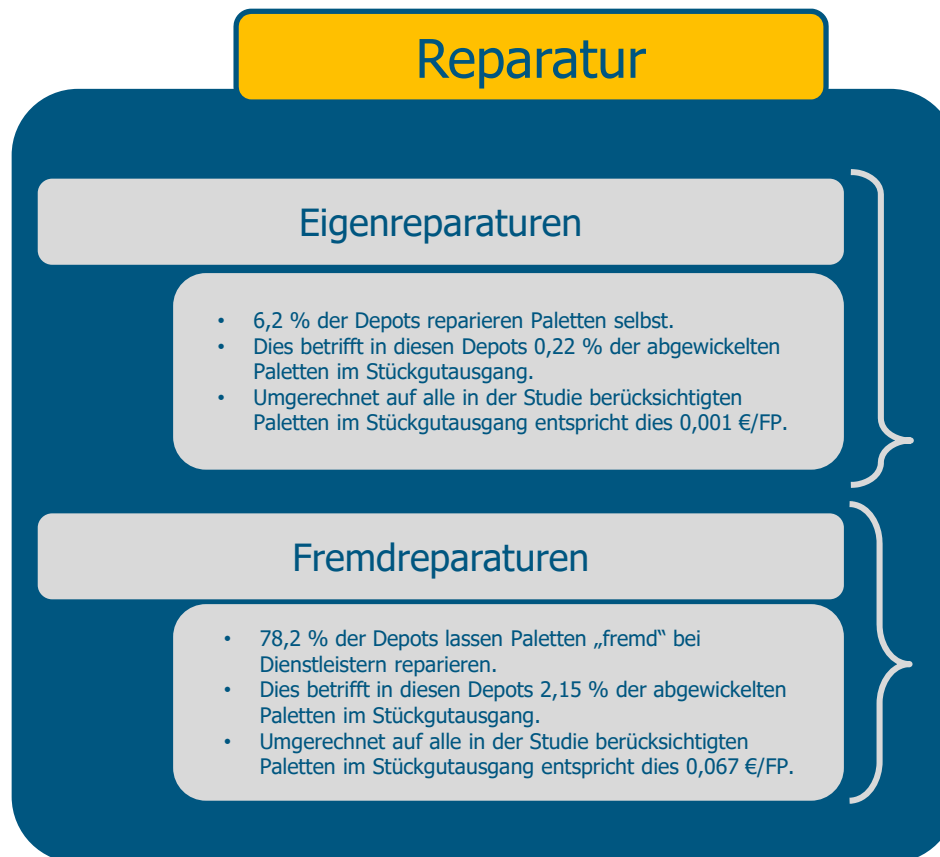 Reparatur
Eigenreparaturen
• 6,2 % der Depots reparieren Paletten selbst.
• Dies betrifft in diesen Depots 0,22 % der abgewickelten
Paletten im Stückgutausgang.
• Umgerechnet auf alle in der Studie berücksichtigten
Paletten im Stückgutausgang entspricht dies 0,001 €/FP.
Fremdreparaturen
• 78,2 % der Depots lassen Paletten „fremd“ bei
Dienstleistern reparieren.
• Dies betrifft in diesen Depots 2,15 % der abgewickelten
Paletten im Stückgutausgang.
• Umgerechnet auf alle in der Studie berücksichtigten
Paletten im Stückgutausgang entspricht dies 0,067 €/FP.